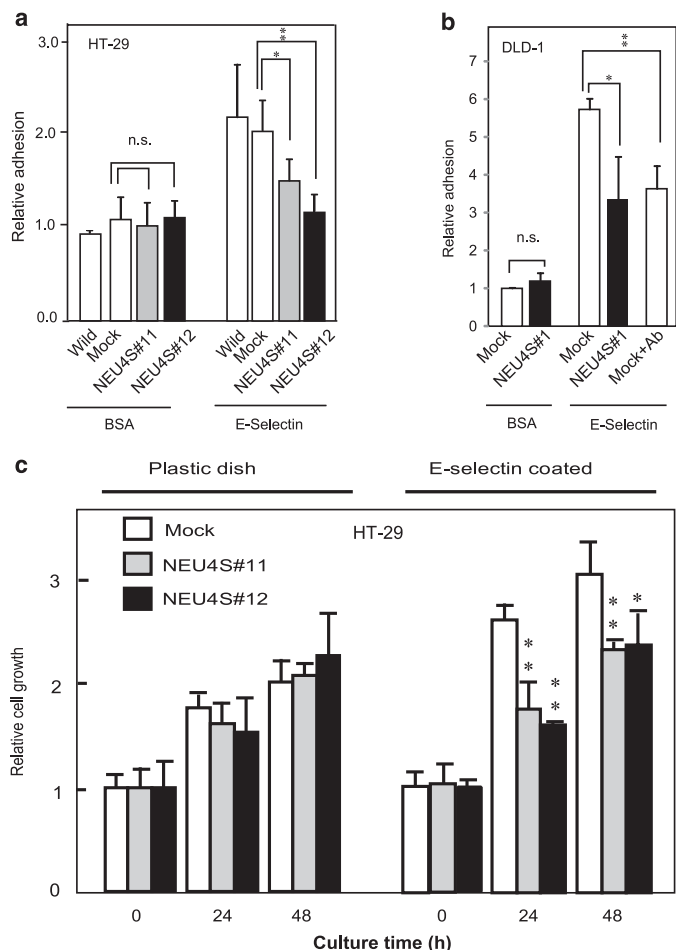 a
HT-29
Relative adhesion
3.0
2.0
1.0
0.0
n.s.
*
**
Wild
Mock
NEU4S#11
NEU4S#12
Wild
Mock
NEU4S#11
NEU4S#12
BSA
E-Selectin
b
DLD-1
Relative adhesion
7
6
5
4
3
2
1
0
n.s.
*
**
Mock
NEU4S#1
Mock
NEU4S#1
Mock+Ab
BSA
E-Selectin
c
Plastic dish
E-selectin coated
Mock
NEU4S#11
NEU4S#12
HT-29
Relative cell growth
3
2
1
0
**
**
**
*
0
24
48
0
24
48
Culture time (h)